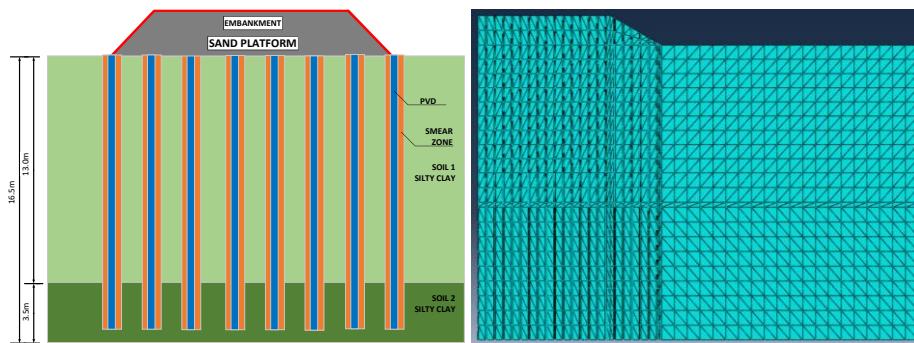 EMBANKMENT
SAND PLATFORM
PVD
SMEAR
ZONE
SOIL 1
SILTY CLAY
13.0m
16.5m
SOIL 2
SILTY CLAY
3.5m